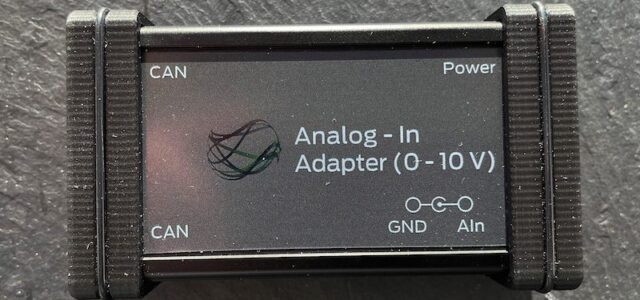 CAN
Power
Analog - In
Adapter (0 - 10 V)
CAN
GND
AIn